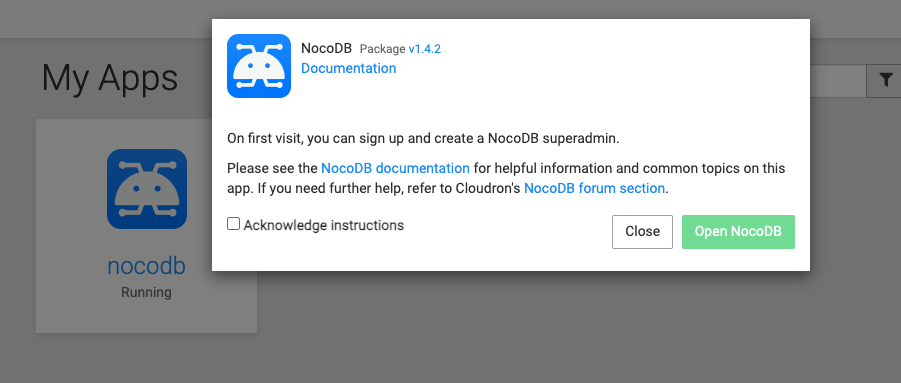 NocoDB Package v1.4.2
Documentation
My Apps
On first visit, you can sign up and create a NocoDB superadmin.
Please see the NocoDB documentation for helpful information and common topics on this
app. If you need further help, refer to Cloudron's NocoDB forum section.
Acknowledge instructions
Close
Open NocoDB
nocodb
Running